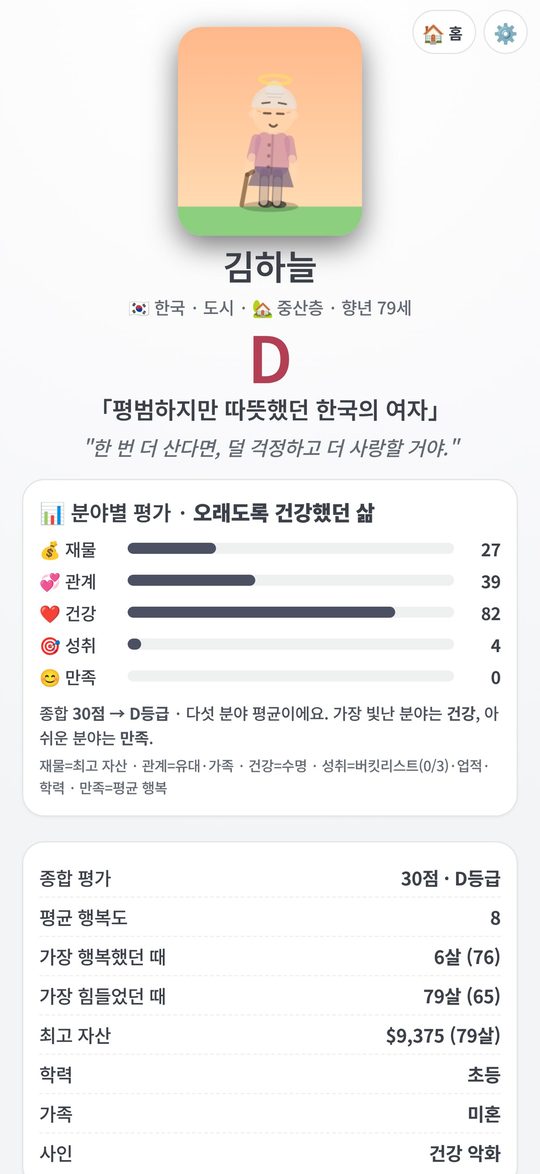 🏠 홈
김하늘
🇰🇷 한국 · 도시 · 🏡 중산층 · 향년 79세
D
「평범하지만 따뜻했던 한국의 여자」
"한 번 더 산다면, 덜 걱정하고 더 사랑할 거야."
📊 분야별 평가 · 오래도록 건강했던 삶
💰 재물 27
💞 관계 39
❤️ 건강 82
🎯 성취 4
😊 만족 0
종합 30점 → D등급 · 다섯 분야 평균이에요. 가장 빛난 분야는 건강, 아
쉬운 분야는 만족.
재물=최고 자산 · 관계=유대·가족 · 건강=수명 · 성취=버킷리스트(0/3)·업적·
학력 · 만족=평균 행복
종합 평가 30점 · D등급
평균 행복도 8
가장 행복했던 때 6살 (76)
가장 힘들었던 때 79살 (65)
최고 자산 $9,375 (79살)
학력 초등
가족 미혼
사인 건강 악화